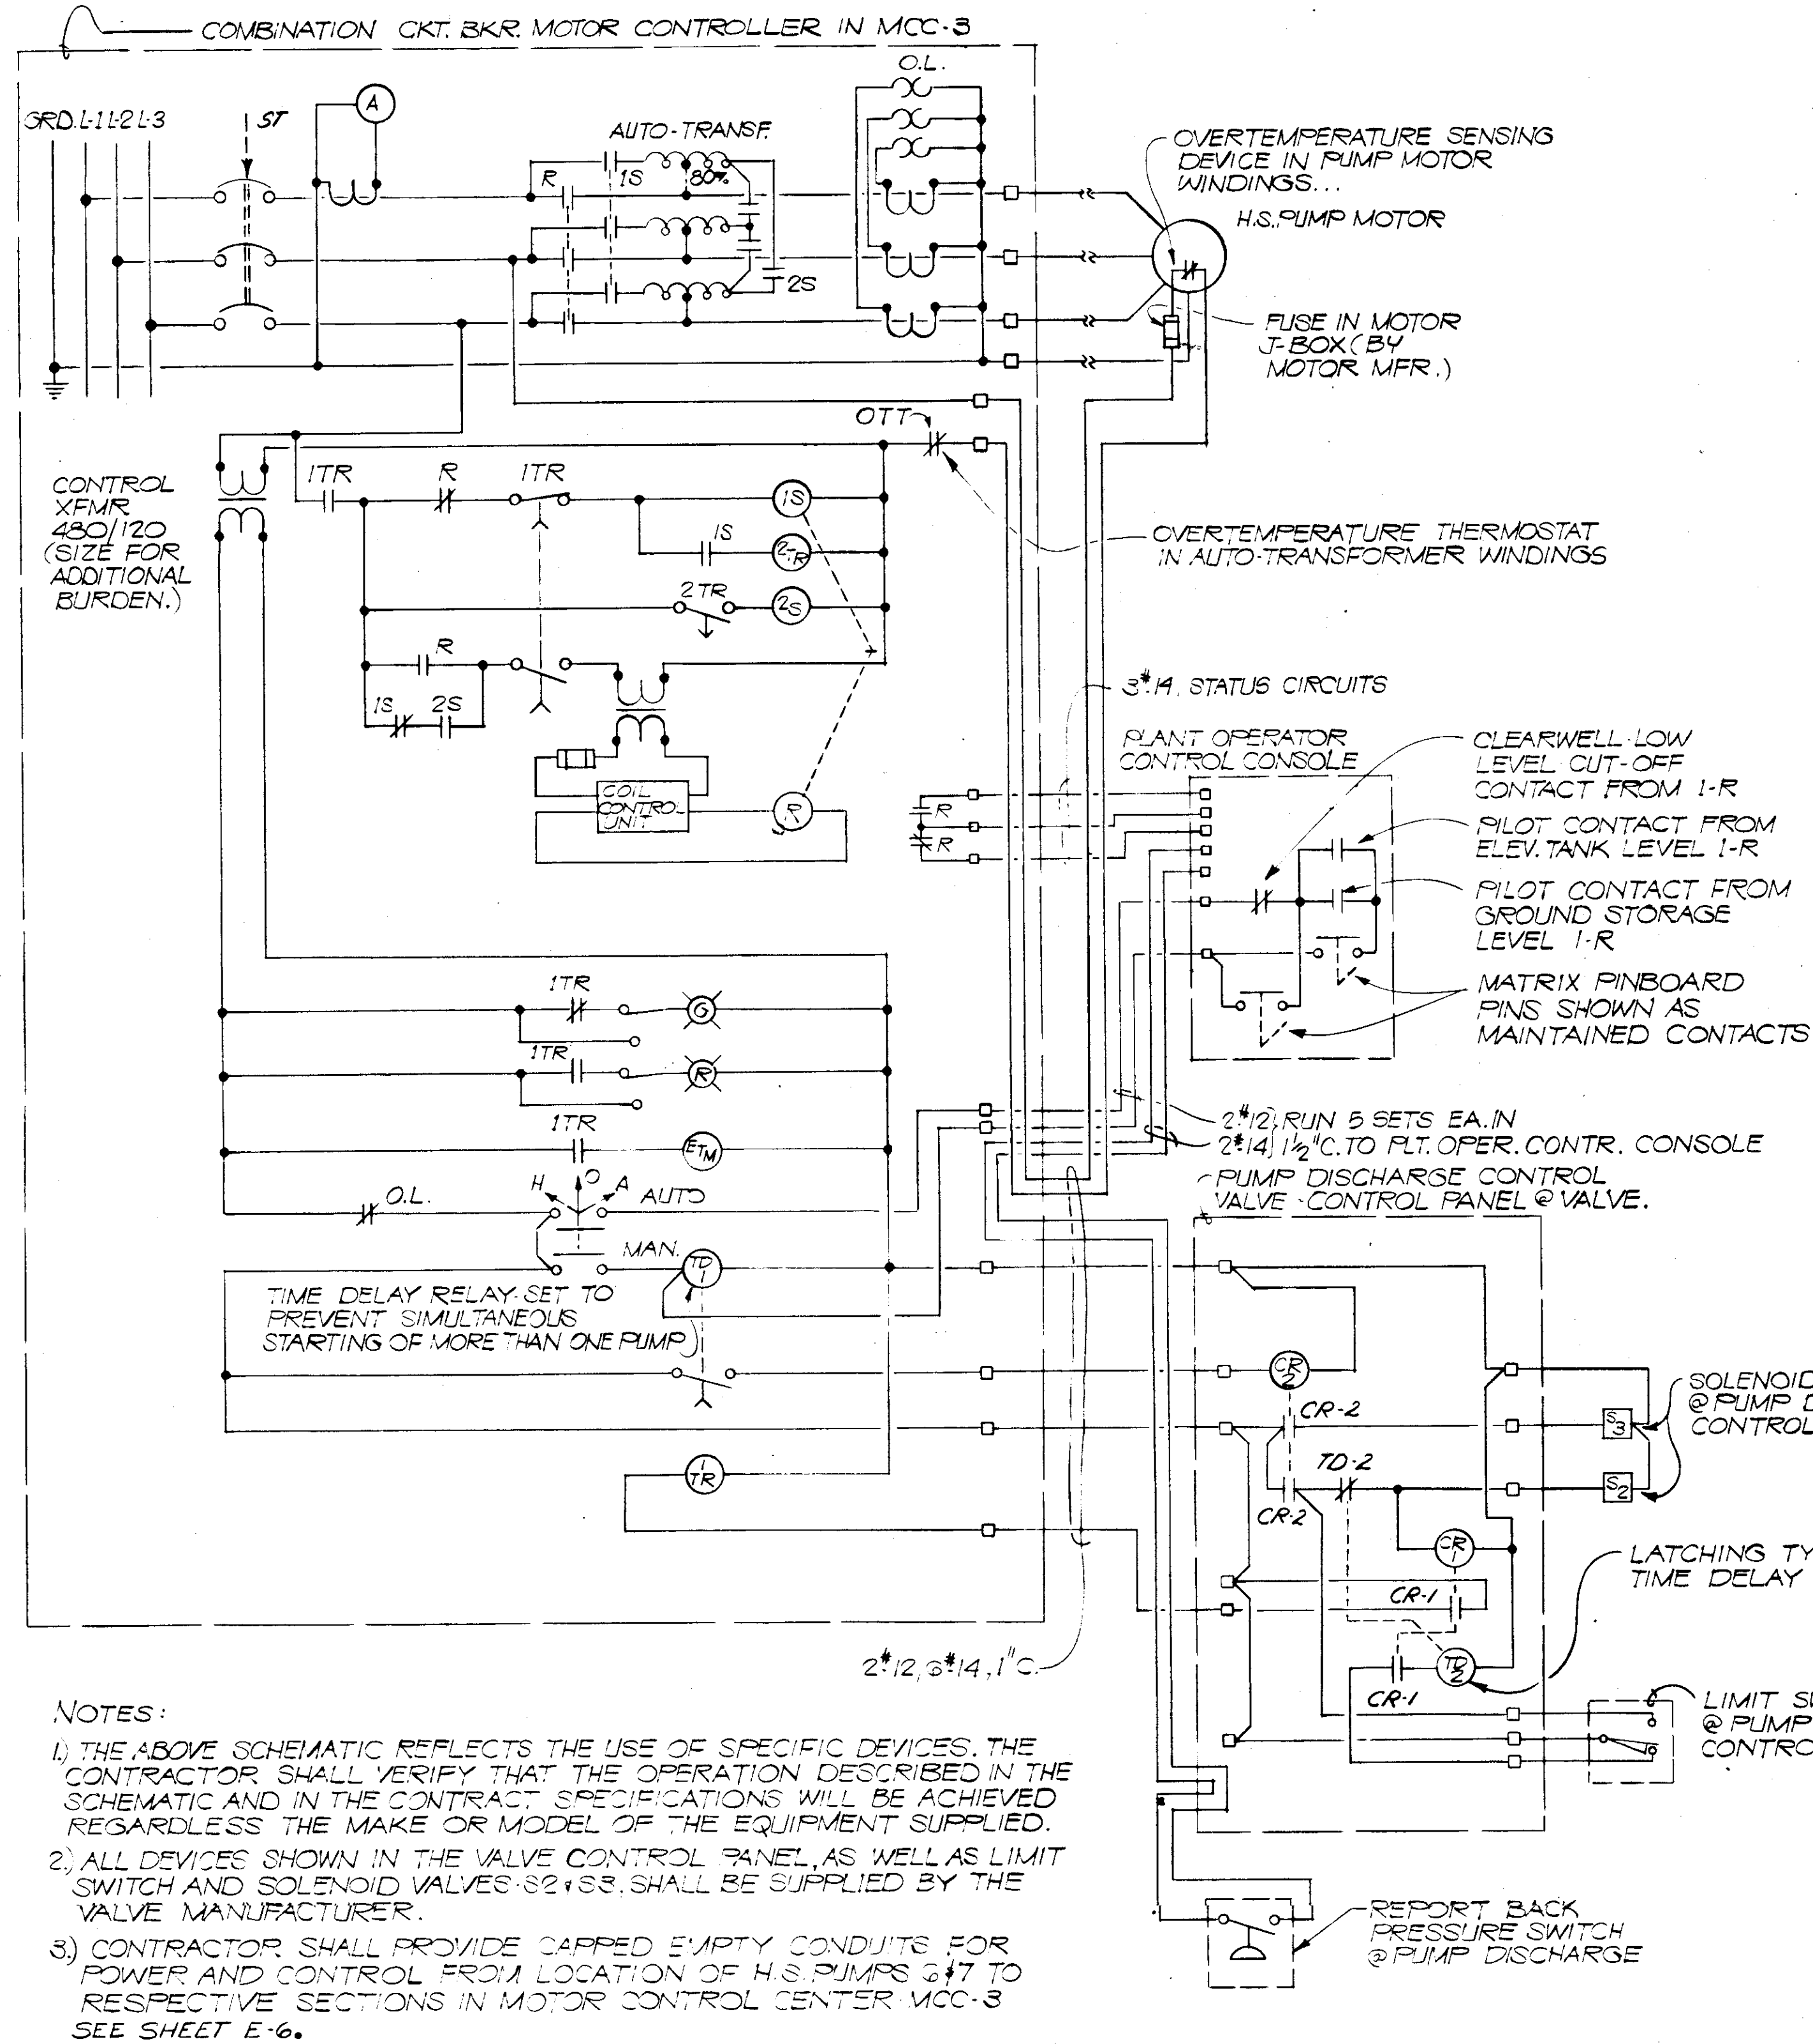 COMBINATION CKT. BKR. MOTOR CONTROLLER IN MCC-3
O.L.
GRD. L-1 L-2 L-3
ST
A
AUTO-TRANSF.
R
1S
80%
2S
OVERTEMPERATURE SENSING
DEVICE IN PUMP MOTOR
WINDINGS...
H.S. PUMP MOTOR
FUSE IN MOTOR
J-BOX (BY
MOTOR MFR.)
OTT
CONTROL
XFMR
480/120
(SIZE FOR
ADDITIONAL
BURDEN.)
1TR
R
1TR
1S
1S
2TR
2TR
2S
OVERTEMPERATURE THERMOSTAT
IN AUTO-TRANSFORMER WINDINGS
R
1S
2S
COIL
CONTROL
UNIT
R
3#14, STATUS CIRCUITS
PLANT OPERATOR
CONTROL CONSOLE
R
R
CLEARWELL LOW
LEVEL CUT-OFF
CONTACT FROM I-R
PILOT CONTACT FROM
ELEV. TANK LEVEL I-R
PILOT CONTACT FROM
GROUND STORAGE
LEVEL I-R
MATRIX PINBOARD
PINS SHOWN AS
MAINTAINED CONTACTS
1TR
G
1TR
R
1TR
ETM
2#12) RUN 5 SETS EA. IN
2#14) 1½"C. TO PLT. OPER. CONTR. CONSOLE
PUMP DISCHARGE CONTROL
VALVE - CONTROL PANEL @ VALVE.
O.L.
H
O
A
AUTO
MAN.
TD
1
TIME DELAY RELAY SET TO
PREVENT SIMULTANEOUS
STARTING OF MORE THAN ONE PUMP)
CR
2
CR-2
TD-2
CR-2
S3
S2
SOLENOID
@ PUMP D
CONTROL
1
TR
CR
1
CR-1
LATCHING TY
TIME DELAY
TD
2
CR-1
LIMIT S
@ PUMP
CONTRO
2#12, 6#14, 1"C.
NOTES:
1.) THE ABOVE SCHEMATIC REFLECTS THE USE OF SPECIFIC DEVICES. THE
CONTRACTOR SHALL VERIFY THAT THE OPERATION DESCRIBED IN THE
SCHEMATIC AND IN THE CONTRACT SPECIFICATIONS WILL BE ACHIEVED
REGARDLESS THE MAKE OR MODEL OF THE EQUIPMENT SUPPLIED.
2.) ALL DEVICES SHOWN IN THE VALVE CONTROL PANEL, AS WELL AS LIMIT
SWITCH AND SOLENOID VALVES S2 & S3, SHALL BE SUPPLIED BY THE
VALVE MANUFACTURER.
3.) CONTRACTOR SHALL PROVIDE CAPPED EMPTY CONDUITS FOR
POWER AND CONTROL FROM LOCATION OF H.S. PUMPS 6 & 7 TO
RESPECTIVE SECTIONS IN MOTOR CONTROL CENTER MCC-3
SEE SHEET E-6.
REPORT BACK
PRESSURE SWITCH
@ PUMP DISCHARGE